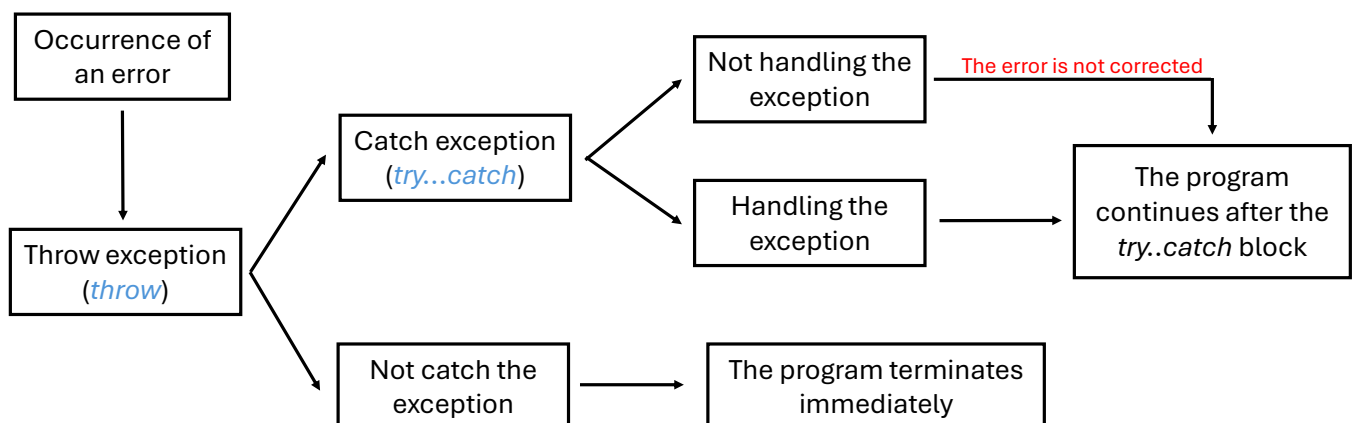 Occurrence of
an error
Throw exception
(throw)
Catch exception
(try...catch)
Not catch the
exception
Not handling the
exception
Handling the
exception
The program terminates
immediately
The error is not corrected
The program
continues after the
try..catch block